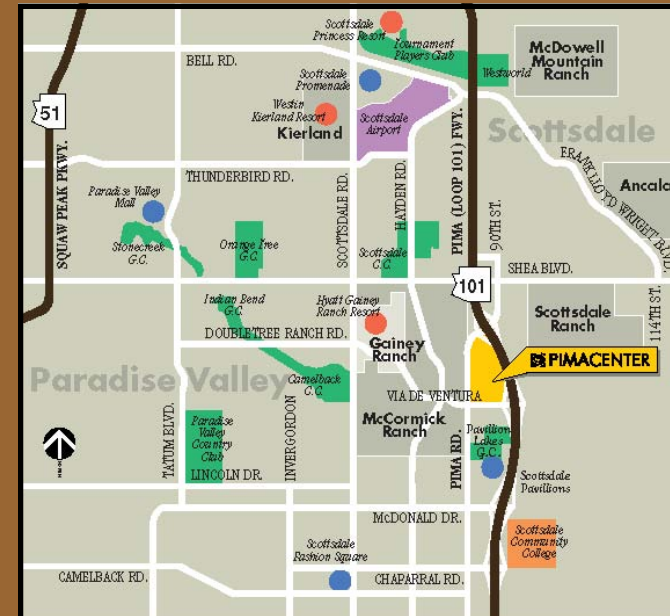 Scottsdale
Princess Resort
Tournament
Players Club
BELL RD.
Westworld
McDowell
Mountain
Ranch
Scottsdale
Promenade
51
Westin
Kierland Resort
Kierland
Scottsdale
Airport
Scottsdale
SQUAW PEAK PKWY.
THUNDERBIRD RD.
SCOTTSDALE RD.
HAYDEN RD.
PIMA (LOOP 101) FWY.
90TH ST.
FRANK LLOYD WRIGHT BLVD.
Ancala
Paradise Valley
Mall
Stonecreek
G.C.
Orange Tree
G.C.
Scottsdale
G.C.
SHEA BLVD.
101
114TH ST.
Indian Bend
G.C.
Hyatt Gainey
Ranch Resort
DOUBLETREE RANCH RD.
Gainey
Ranch
Scottsdale
Ranch
PIMACENTER
Paradise Valley
Camelback
G.C.
VIA DE VENTURA
McCormick
Ranch
TATUM BLVD.
Paradise
Valley
Country
Club
INVERGORDON
PIMA RD.
Pavilion
Lakes
G.C.
LINCOLN DR.
Scottsdale
Pavillions
McDONALD DR.
Scottsdale
Fashion Square
Scottsdale
Community
College
CAMELBACK RD.
CHAPARRAL RD.